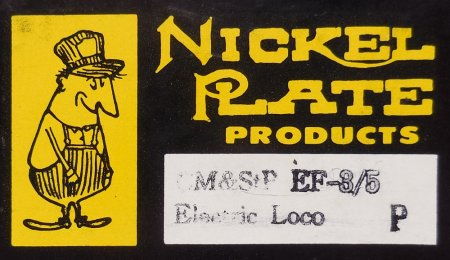 NICKEL
PLATE
PRODUCTS
CM&StP EF-3/5
Electric Loco P